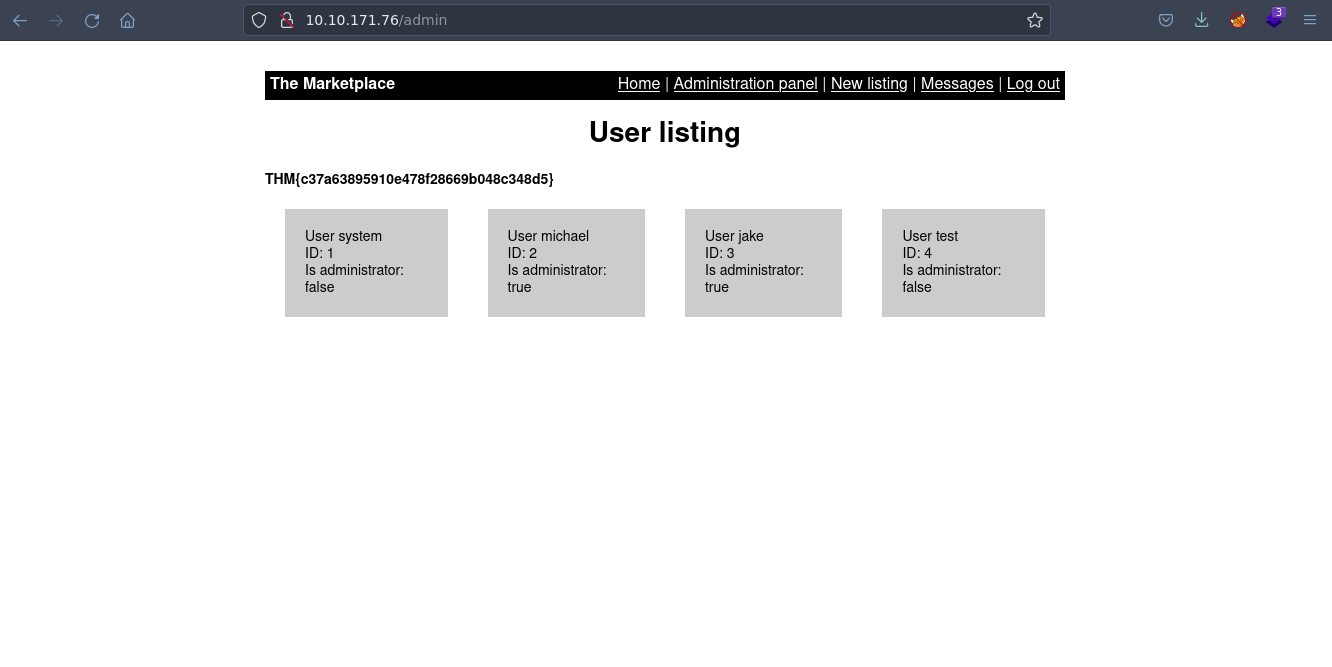 10.10.171.76/admin
3
The Marketplace
Home | Administration panel | New listing | Messages | Log out
User listing
THM{c37a63895910e478f28669b048c348d5}
User system
ID: 1
Is administrator:
false
User michael
ID: 2
Is administrator:
true
User jake
ID: 3
Is administrator:
true
User test
ID: 4
Is administrator:
false